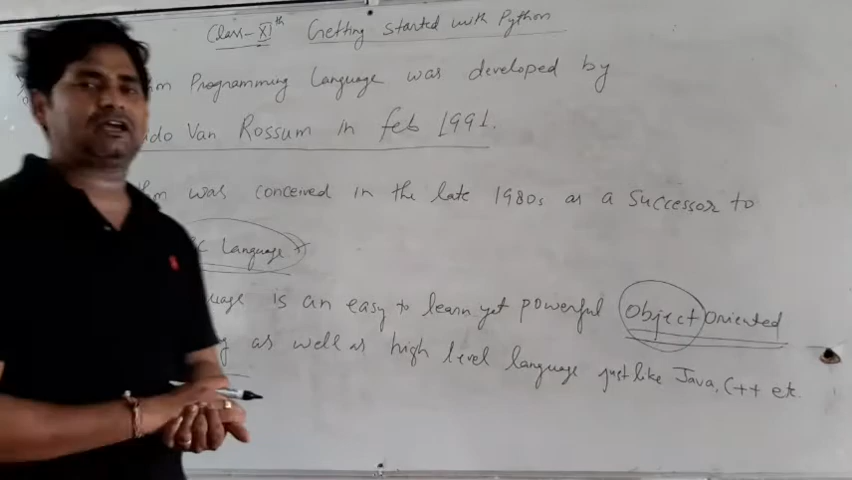 Class-XIth Getting started with Python
Programming Language was developed by
Van Rossum in feb 1991.
was conceived in the late 1980s as a Successor to
C Language
is an easy to learn yet powerful object oriented
as well as high level language just like Java, C++ etc.